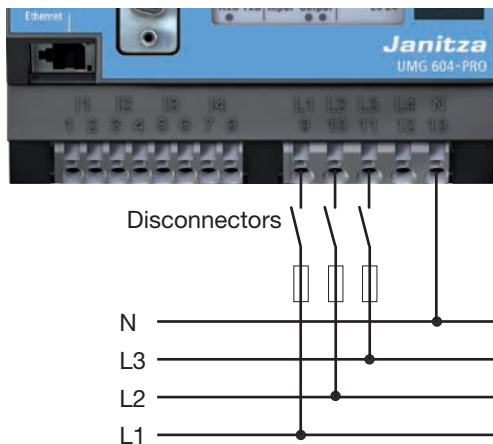 Ethernet
Janitza
UMG 604-PRO
I1 I2 I3 I4 L1 L2 L3 L4 N
1 2 3 4 5 6 7 8 9 10 11 12 13
Disconnectors
N
L3
L2
L1